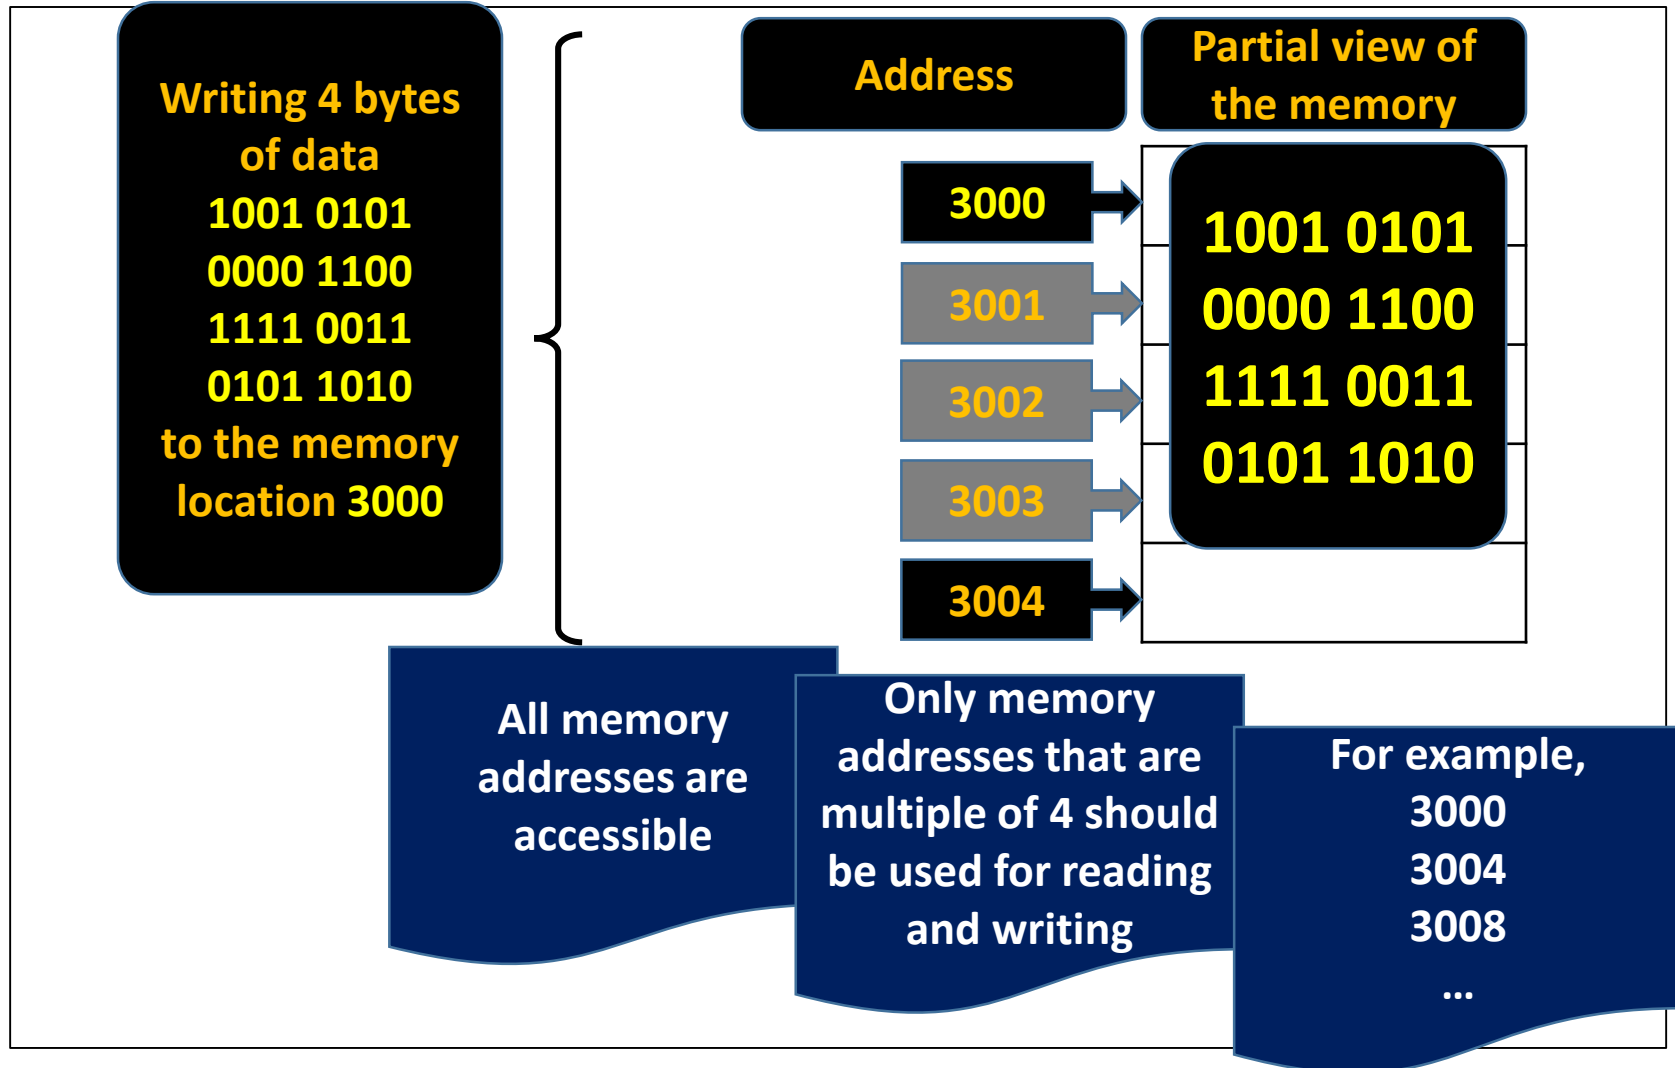 Writing 4 bytes
of data
1001 0101
0000 1100
1111 0011
0101 1010
to the memory
location 3000
Address
Partial view of
the memory
3000
3001
3002
3003
3004
1001 0101
0000 1100
1111 0011
0101 1010
All memory
addresses are
accessible
Only memory
addresses that are
multiple of 4 should
be used for reading
and writing
For example,
3000
3004
3008
...